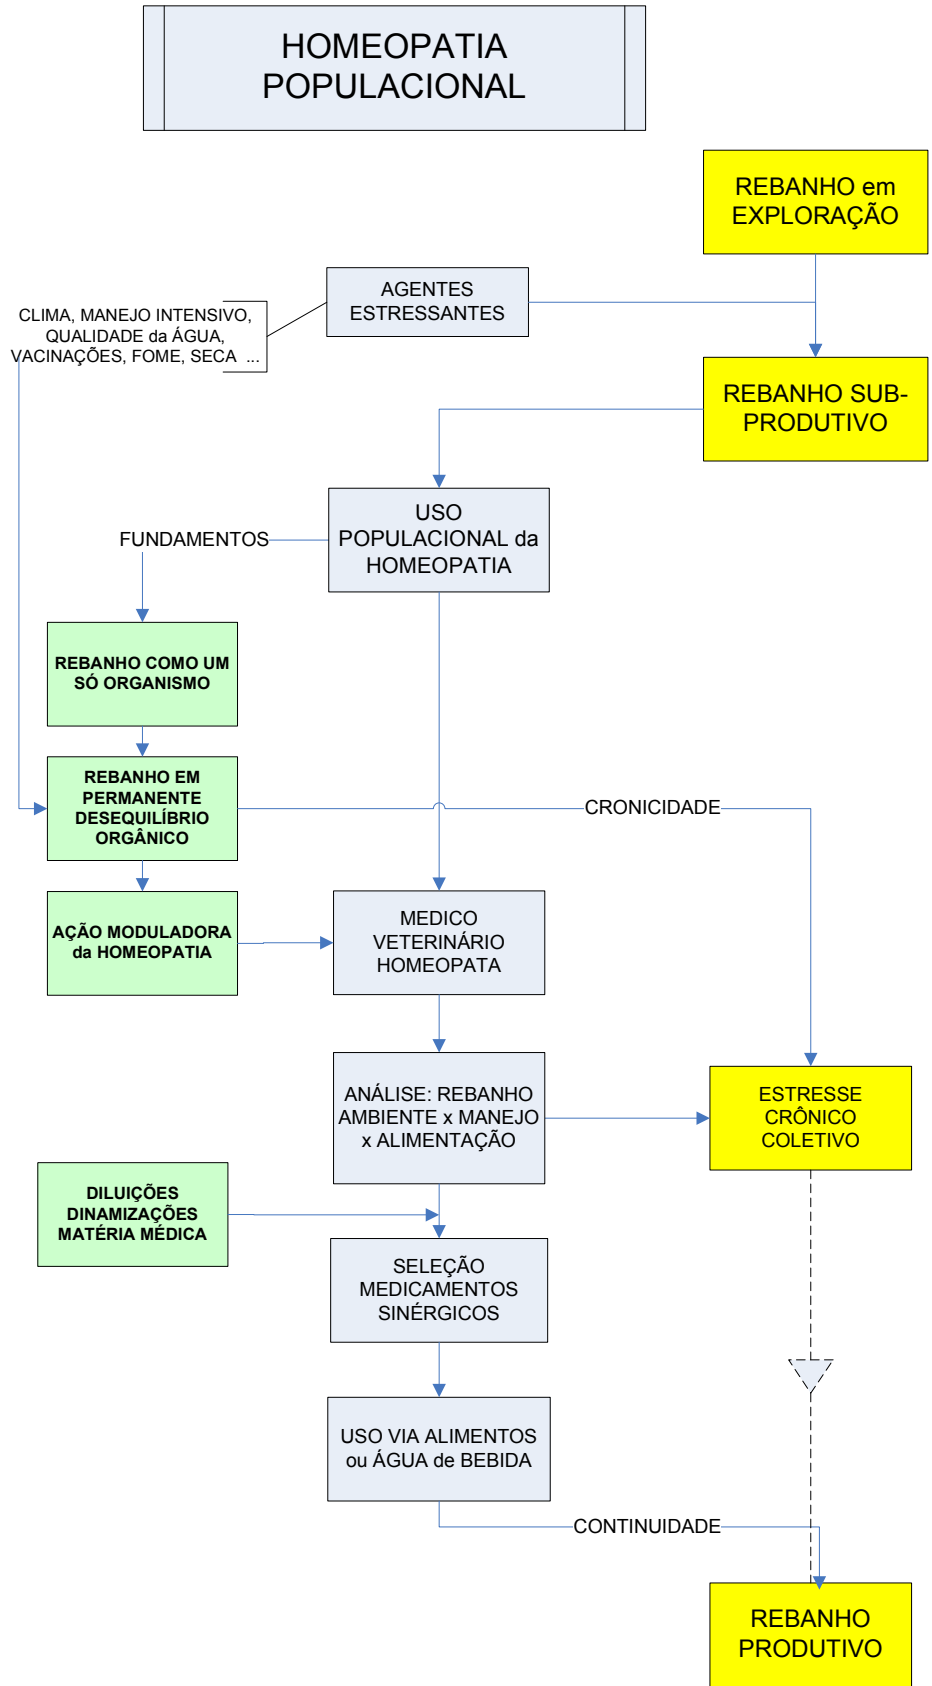 HOMEOPATIA
POPULACIONAL
REBANHO em
EXPLORAÇÃO
AGENTES
ESTRESSANTES
CLIMA, MANEJO INTENSIVO,
QUALIDADE da ÁGUA,
VACINAÇÕES, FOME, SECA ...
REBANHO SUB-
PRODUTIVO
USO
POPULACIONAL da
HOMEOPATIA
FUNDAMENTOS
REBANHO COMO UM
SÓ ORGANISMO
REBANHO EM
PERMANENTE
DESEQUILÍBRIO
ORGÂNICO
CRONICIDADE
AÇÃO MODULADORA
da HOMEOPATIA
MEDICO
VETERINÁRIO
HOMEOPATA
ANÁLISE: REBANHO
AMBIENTE x MANEJO
x ALIMENTAÇÃO
ESTRESSE
CRÔNICO
COLETIVO
DILUIÇÕES
DINAMIZAÇÕES
MATÉRIA MÉDICA
SELEÇÃO
MEDICAMENTOS
SINÉRGICOS
USO VIA ALIMENTOS
ou ÁGUA de BEBIDA
CONTINUIDADE
REBANHO
PRODUTIVO